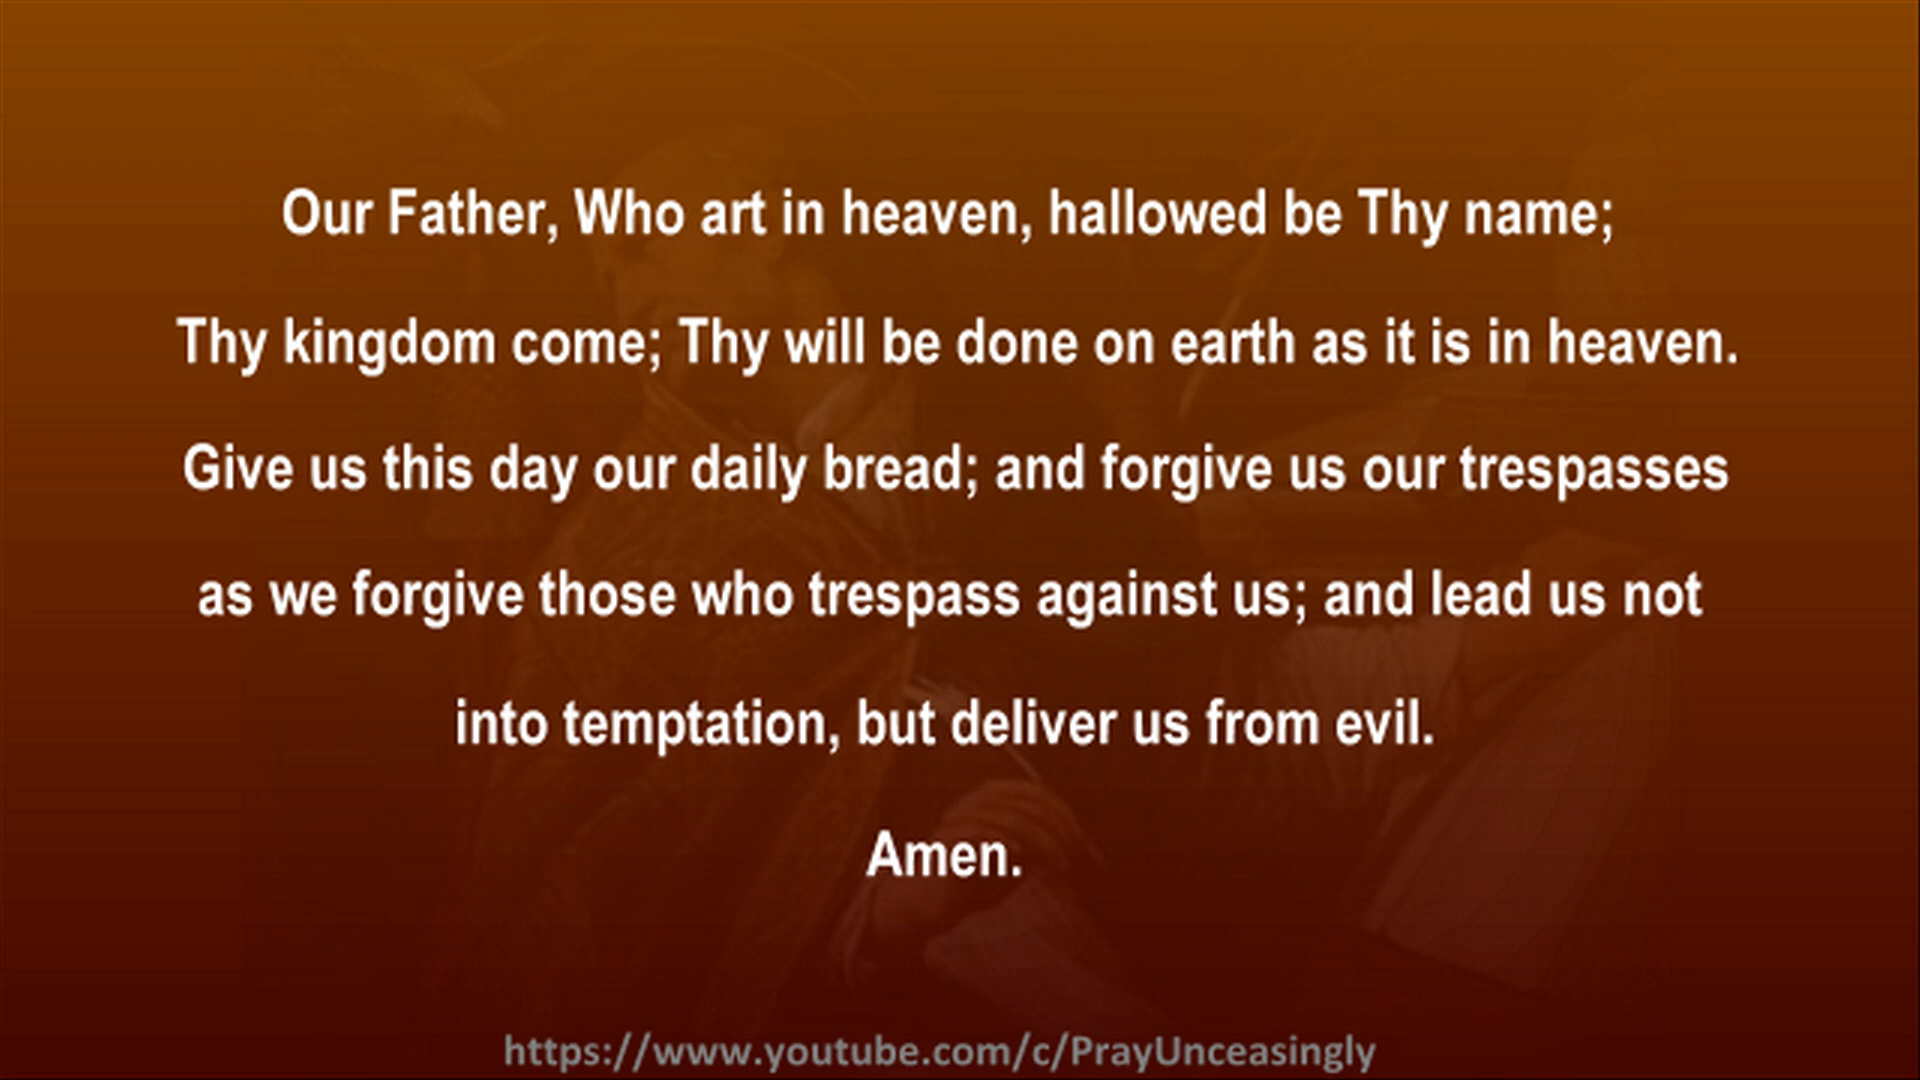 Our Father, Who art in heaven, hallowed be Thy name;
Thy kingdom come; Thy will be done on earth as it is in heaven.
Give us this day our daily bread; and forgive us our trespasses
as we forgive those who trespass against us; and lead us not
into temptation, but deliver us from evil.
Amen.
https://www.youtube.com/c/PrayUnceasingly